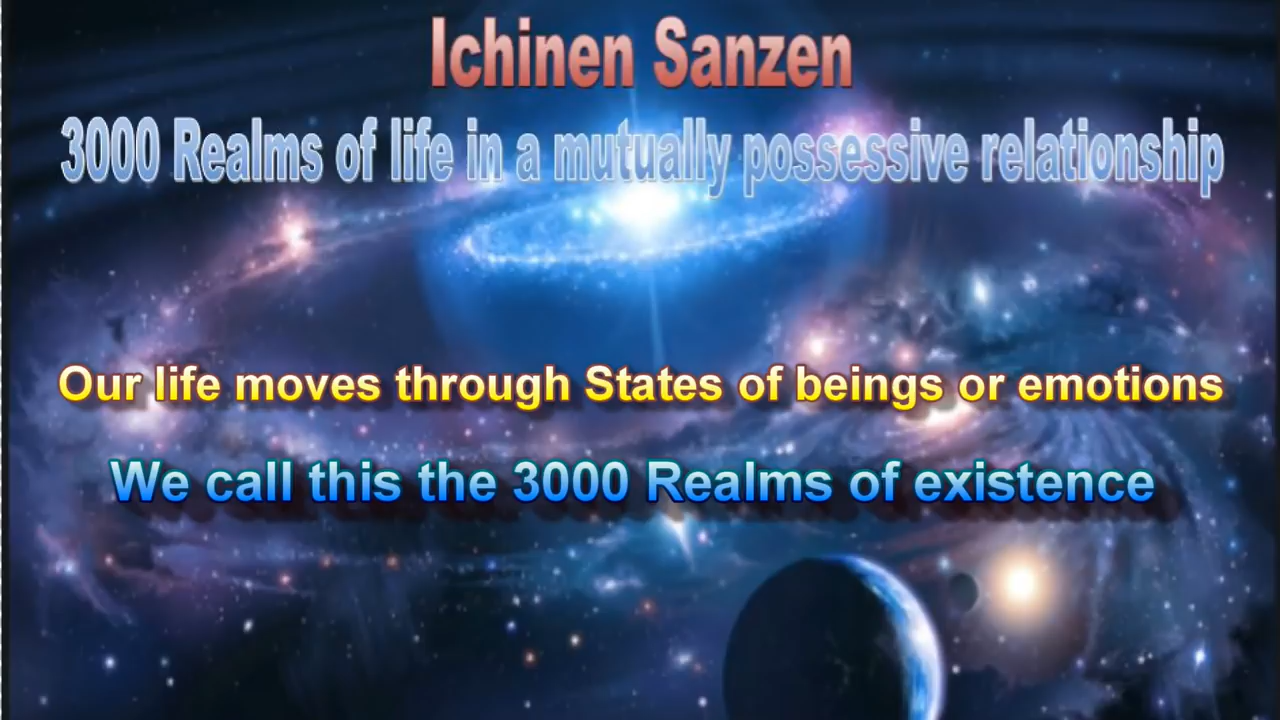 Ichinen Sanzen
3000 Realms of life in a mutually possessive relationship
Our life moves through States of beings or emotions
We call this the 3000 Realms of existence